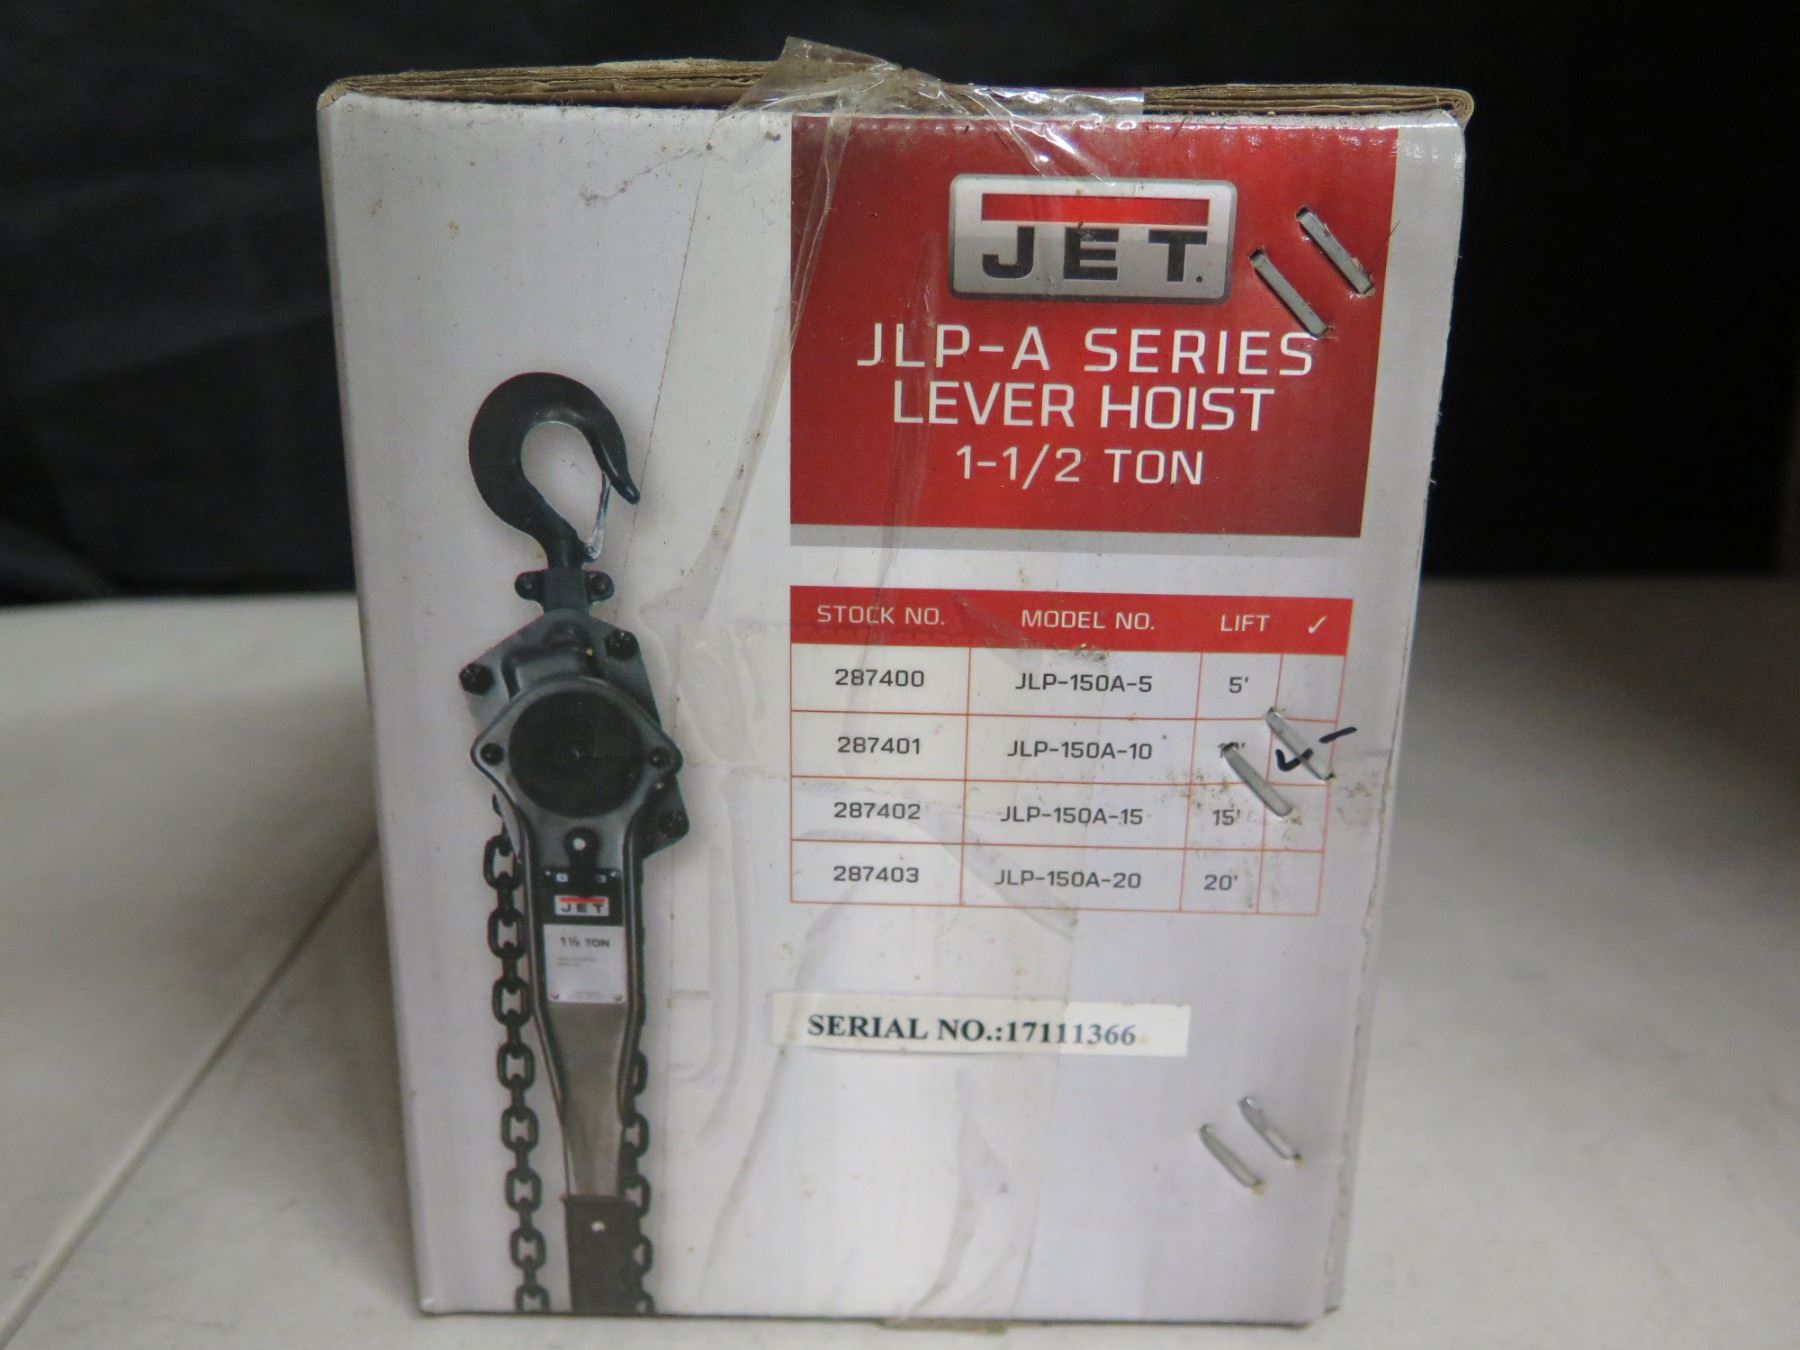 JET.
JLP-A SERIES
LEVER HOIST
1-1/2 TON
STOCK NO. MODEL NO. LIFT ✓
287400 JLP-150A-5 5'
287401 JLP-150A-10
287402 JLP-150A-15 15'
287403 JLP-150A-20 20'
JET
1½ TON
SERIAL NO.:17111366